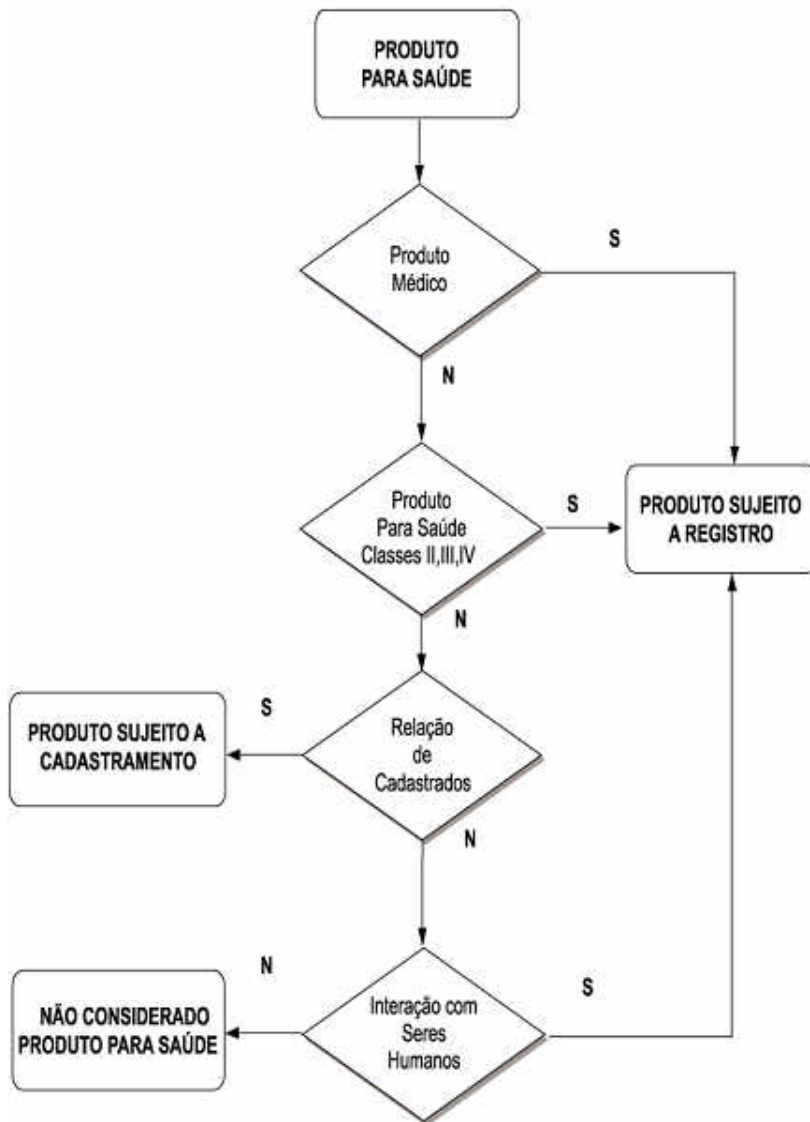 PRODUTO
PARA SAÚDE
Produto
Médico
S
N
Produto
Para Saúde
Classes II,III,IV
S
PRODUTO SUJEITO
A REGISTRO
N
Relação
de
Cadastrados
S
PRODUTO SUJEITO A
CADASTRAMENTO
N
Interação com
Seres
Humanos
N
NÃO CONSIDERADO
PRODUTO PARA SAÚDE
S